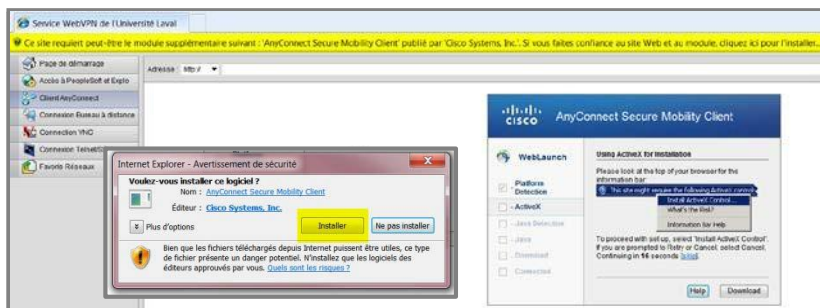 Service WebVPN de l'Université Laval
Ce site requiert peut-être le module supplémentaire suivant : 'AnyConnect Secure Mobility Client' publié par 'Cisco Systems, Inc.'. Si vous faites confiance au site Web et au module, cliquez ici pour l'installer...
Page de démarrage
Accès à PeopleSoft et Explo
Client AnyConnect
Connexion Bureau à distance
Connection VNC
Connexion Telnet/S
Favoris Réseaux
Adresse http://
Internet Explorer - Avertissement de sécurité
Voulez-vous installer ce logiciel ?
Nom : AnyConnect Secure Mobility Client
Éditeur : Cisco Systems, Inc.
Plus d'options
Installer
Ne pas installer
Bien que les fichiers téléchargés depuis Internet puissent être utiles, ce type
de fichier présente un danger potentiel. N'installez que les logiciels des
éditeurs approuvés par vous. Quels sont les risques ?
CISCO
AnyConnect Secure Mobility Client
WebLaunch
Platform
Detection
- ActiveX
- Java Detection
- Java
Download
Connected
Using ActiveX for Installation
Please look at the top of your browser for the
information bar
This site might require the following ActiveX control:
Install ActiveX Control...
What's the Risk?
Information Bar Help
To proceed with setup, select 'Install ActiveX Control'.
If you are prompted to Retry or Cancel, select Cancel.
Continuing in 16 seconds
Help
Download